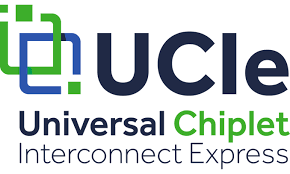 UCIe
Universal Chiplet
Interconnect Express